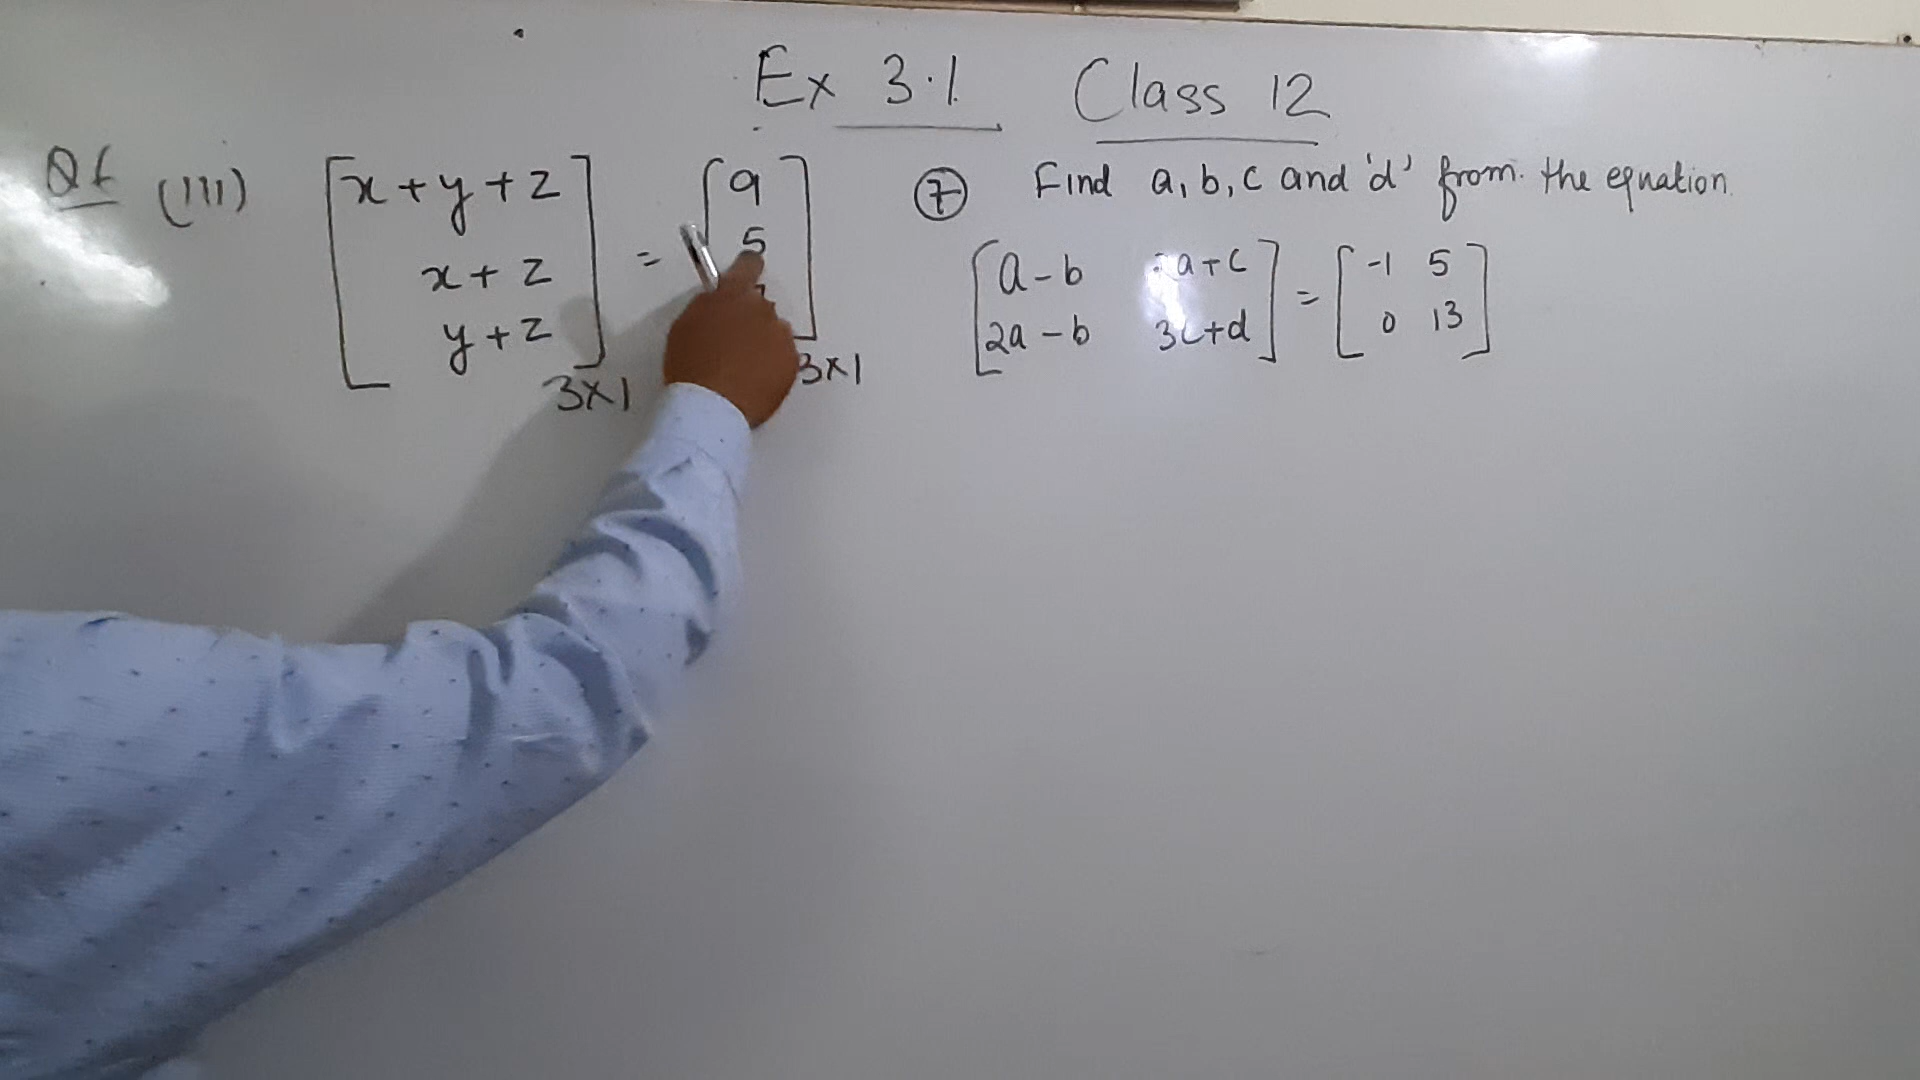 Ex 3.1 Class 12
Q6 (III) [x+y+z x+z y+z] 3x1 = [9 5 ] 3x1
⑦ Find a, b, c and 'd' from the equation.
[a-b a+c] = [-1 5]
[2a-b 3c+d] [0 13]